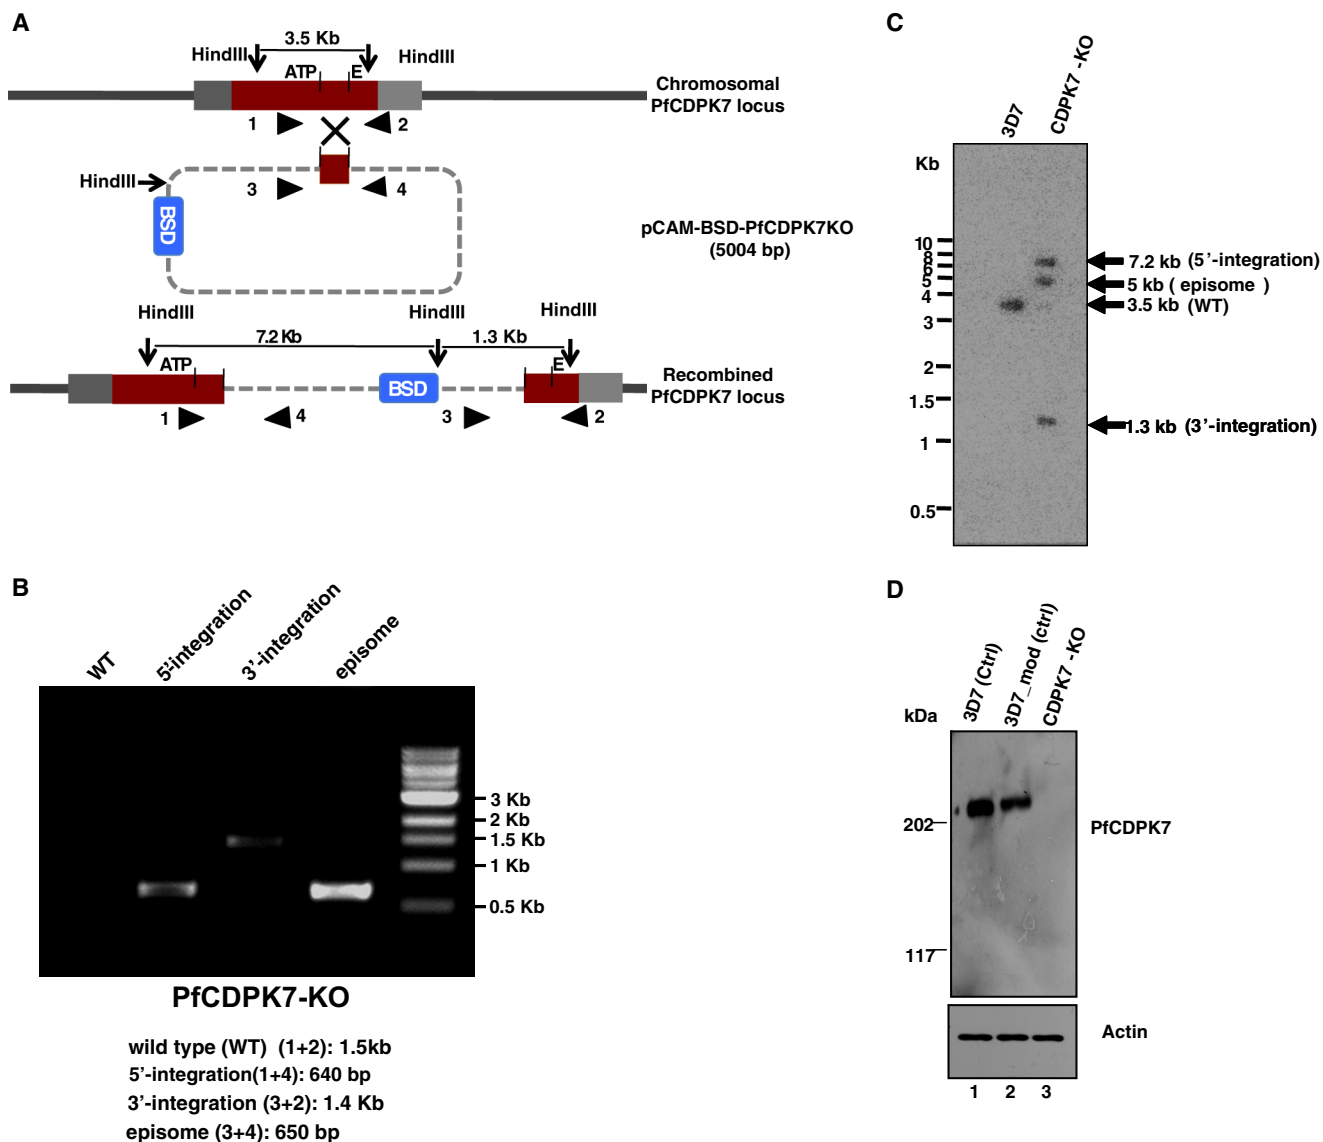 A
3.5 Kb
HindIII
HindIII
ATP
E
Chromosomal
PfCDPK7 locus
1
2
HindIII
3
4
BSD
pCAM-BSD-PfCDPK7KO
(5004 bp)
HindIII
HindIII
HindIII
7.2 Kb
1.3 Kb
ATP
E
BSD
Recombined
PfCDPK7 locus
1
4
3
2
B
WT
5'-integration
3'-integration
episome
3 Kb
2 Kb
1.5 Kb
1 Kb
0.5 Kb
PfCDPK7-KO
wild type (WT) (1+2): 1.5kb
5'-integration(1+4): 640 bp
3'-integration (3+2): 1.4 Kb
episome (3+4): 650 bp
C
3D7
CDPK7 -KO
Kb
10
8
6
5
4
3
2
1.5
1
0.5
7.2 kb (5'-integration)
5 kb ( episome )
3.5 kb (WT)
1.3 kb (3'-integration)
D
3D7 (Ctrl)
3D7_mod (ctrl)
CDPK7 -KO
kDa
202
117
PfCDPK7
Actin
1 2 3